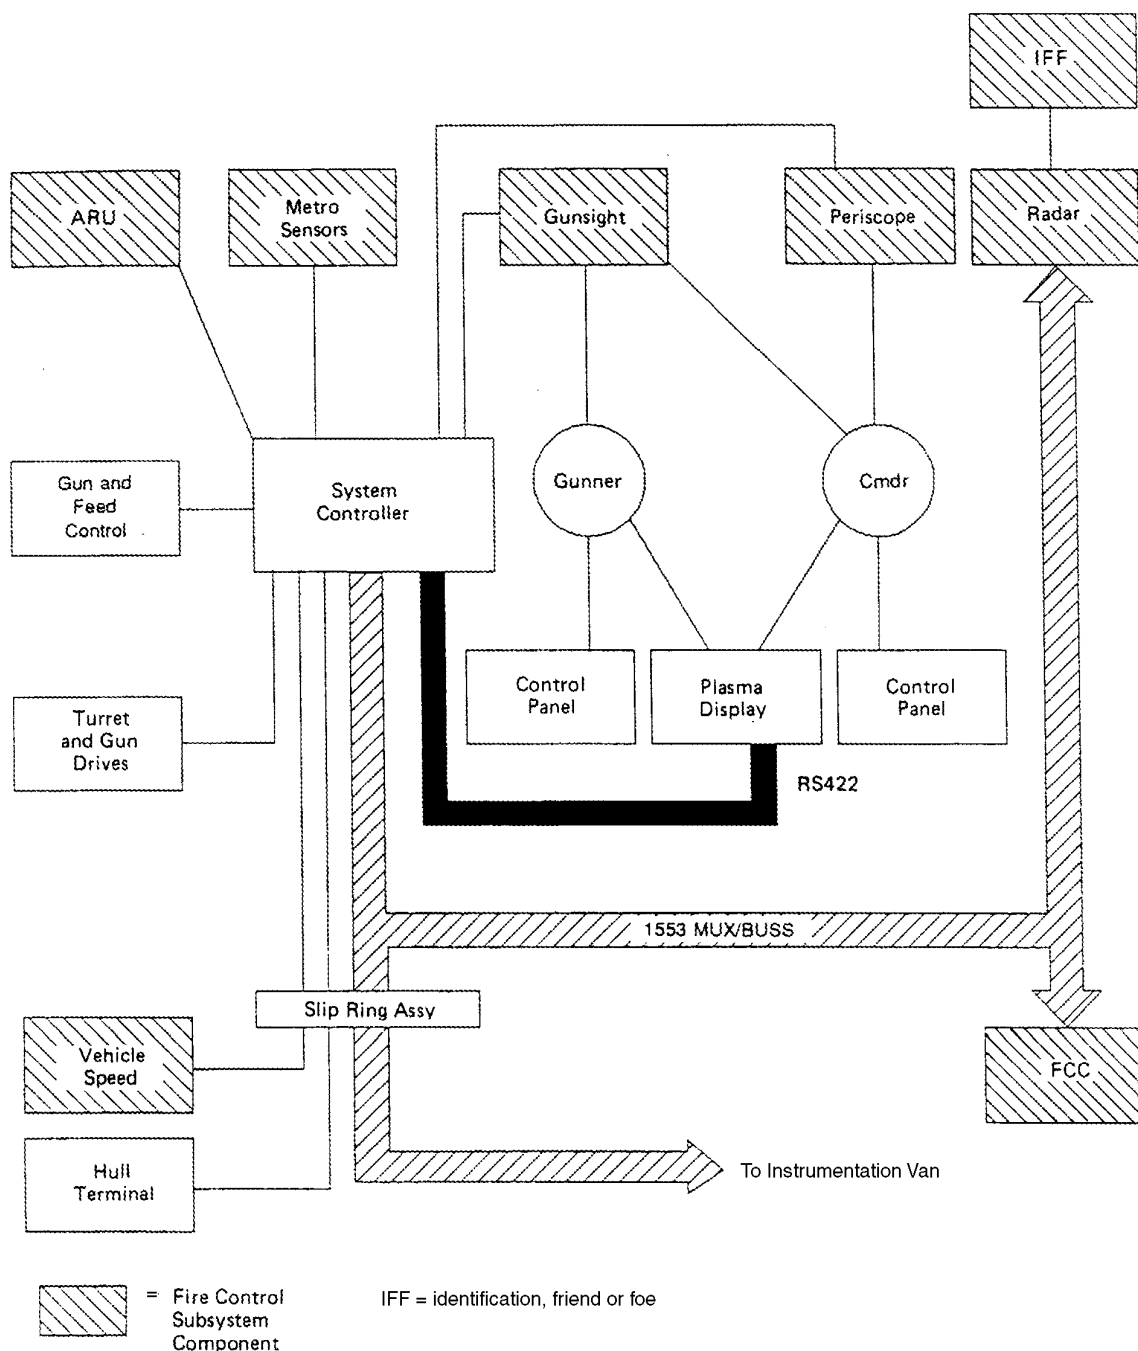 IFF
ARU
Metro
Sensors
Gunsight
Periscope
Radar
Gun and
Feed
Control
System
Controller
Gunner
Cmdr
Control
Panel
Plasma
Display
Control
Panel
Turret
and Gun
Drives
RS422
1553 MUX/BUSS
Slip Ring Assy
Vehicle
Speed
FCC
Hull
Terminal
To Instrumentation Van
= Fire Control
Subsystem
Component
IFF = identification, friend or foe